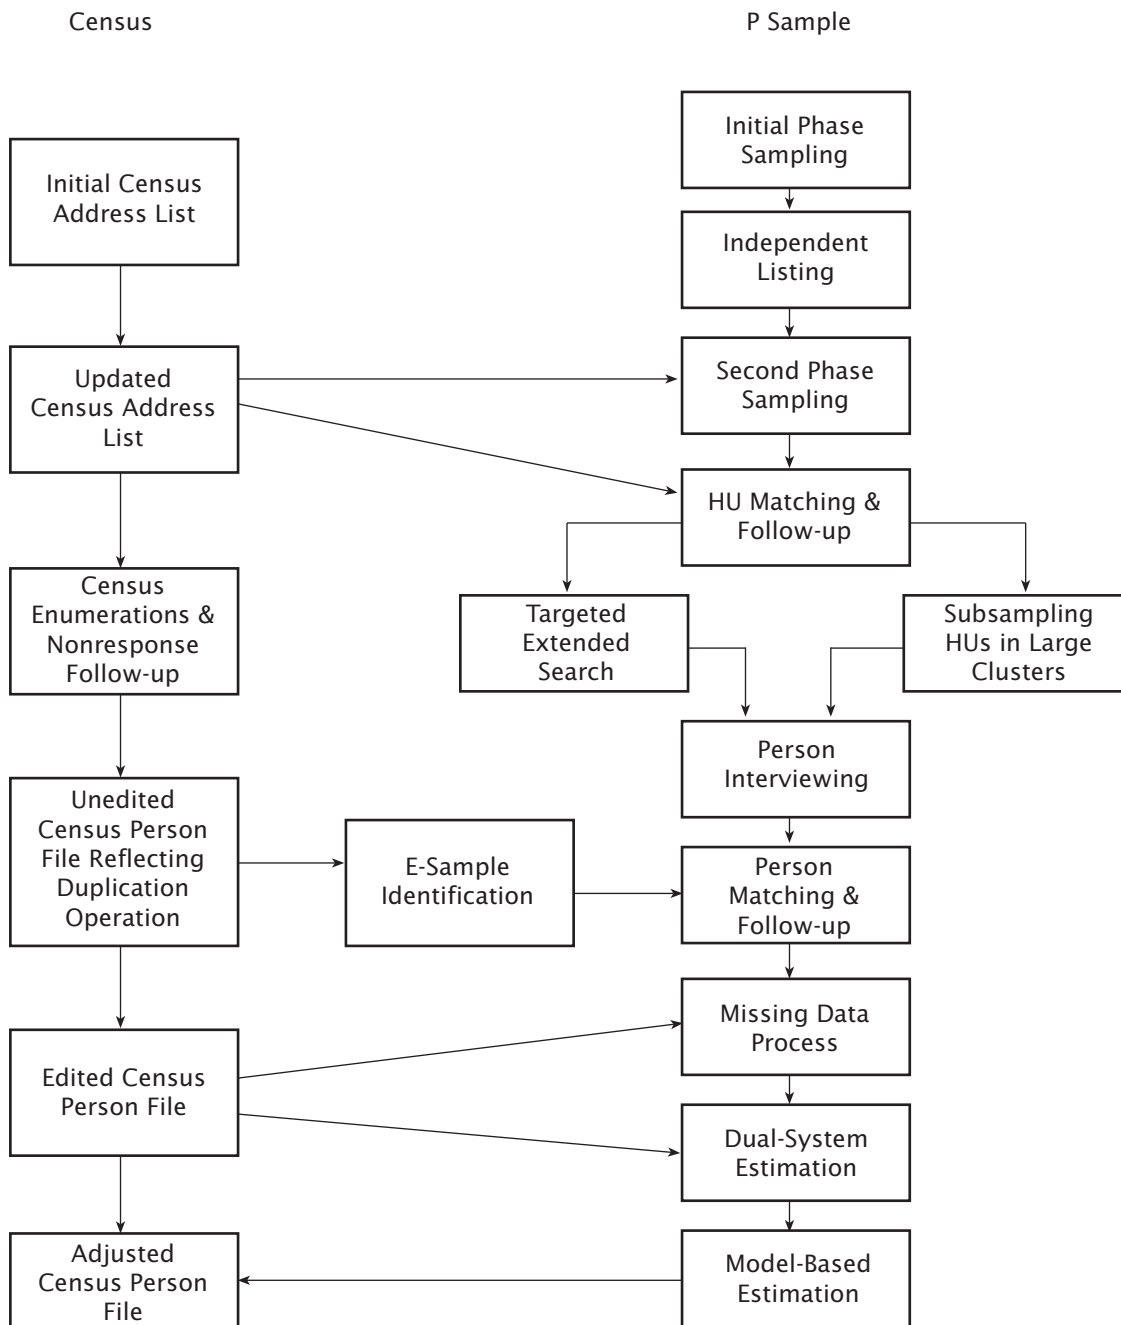 Census
P Sample
Initial Phase
Sampling
Initial Census
Address List
Independent
Listing
Updated
Census Address
List
Second Phase
Sampling
HU Matching &
Follow-up
Census
Enumerations &
Nonresponse
Follow-up
Targeted
Extended
Search
Subsampling
HUs in Large
Clusters
Person
Interviewing
Unedited
Census Person
File Reflecting
Duplication
Operation
E-Sample
Identification
Person
Matching &
Follow-up
Missing Data
Process
Edited Census
Person File
Dual-System
Estimation
Adjusted
Census Person
File
Model-Based
Estimation